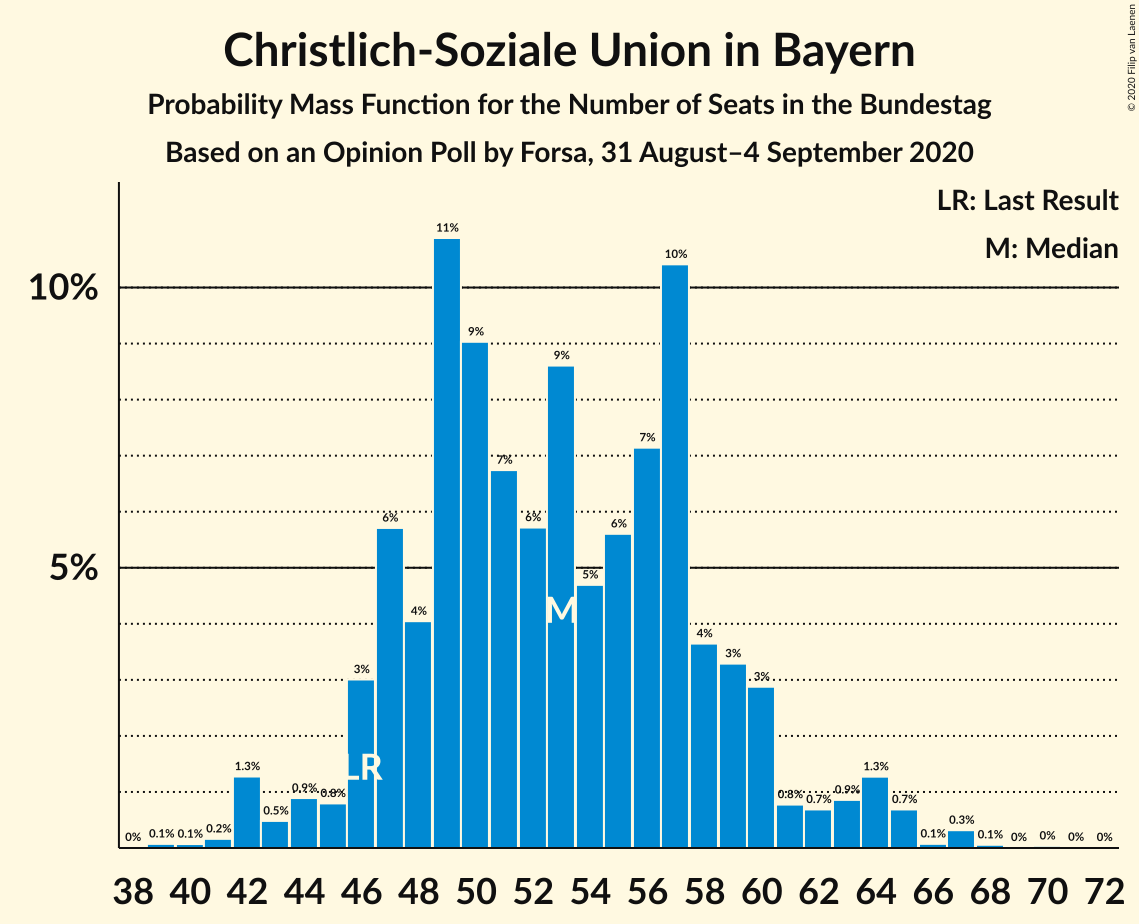 Christlich-Soziale Union in Bayern
Probability Mass Function for the Number of Seats in the Bundestag
Based on an Opinion Poll by Forsa, 31 August–4 September 2020
© 2020 Filip van Laenen
LR: Last Result
M: Median
10%
5%
0% 0.1% 0.1% 0.2% 1.3% 0.5% 0.9% 0.8% 3% 6% 4% 11% 9% 7% 6% 9% 5% 6% 7% 10% 4% 3% 3% 0.8% 0.7% 0.9% 1.3% 0.7% 0.1% 0.3% 0.1% 0% 0% 0% 0%
LR
M
38 40 42 44 46 48 50 52 54 56 58 60 62 64 66 68 70 72